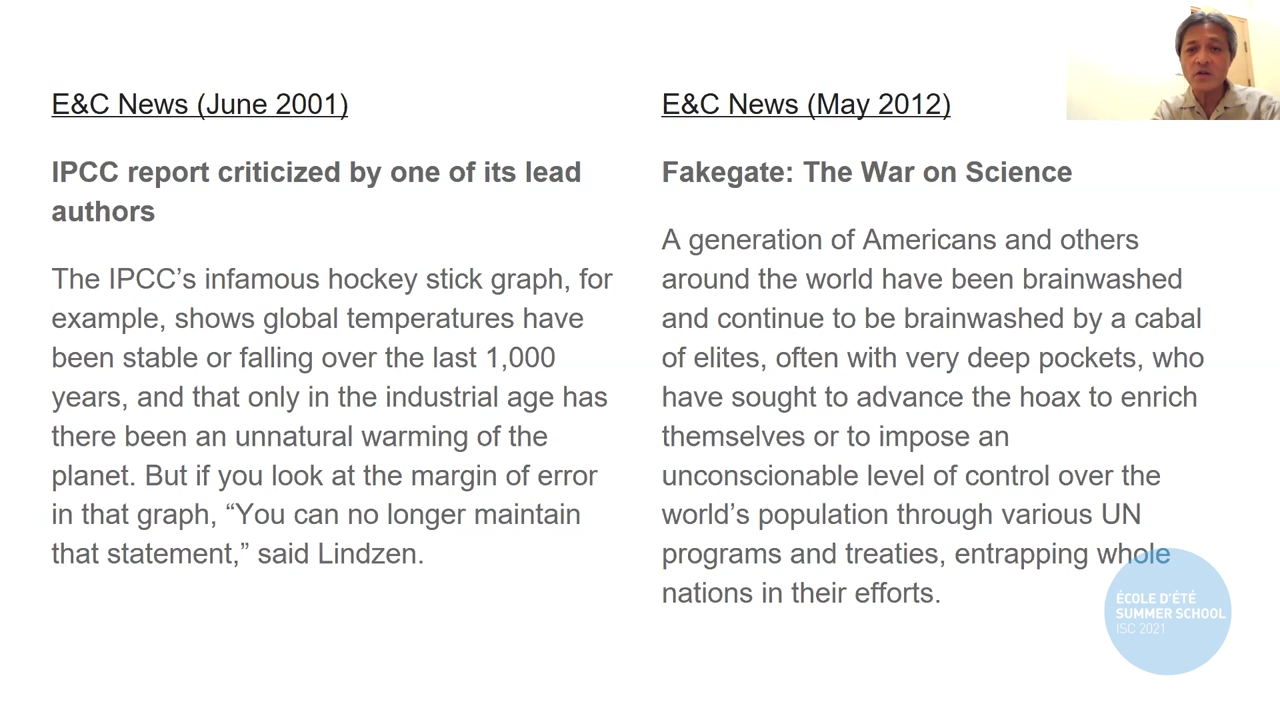 E&C News (June 2001)
IPCC report criticized by one of its lead
authors
The IPCC’s infamous hockey stick graph, for
example, shows global temperatures have
been stable or falling over the last 1,000
years, and that only in the industrial age has
there been an unnatural warming of the
planet. But if you look at the margin of error
in that graph, “You can no longer maintain
that statement,” said Lindzen.
E&C News (May 2012)
Fakegate: The War on Science
A generation of Americans and others
around the world have been brainwashed
and continue to be brainwashed by a cabal
of elites, often with very deep pockets, who
have sought to advance the hoax to enrich
themselves or to impose an
unconscionable level of control over the
world’s population through various UN
programs and treaties, entrapping whole
nations in their efforts.
ÉCOLE D'ÉTÉ
SUMMER SCHOOL
ISC 2021